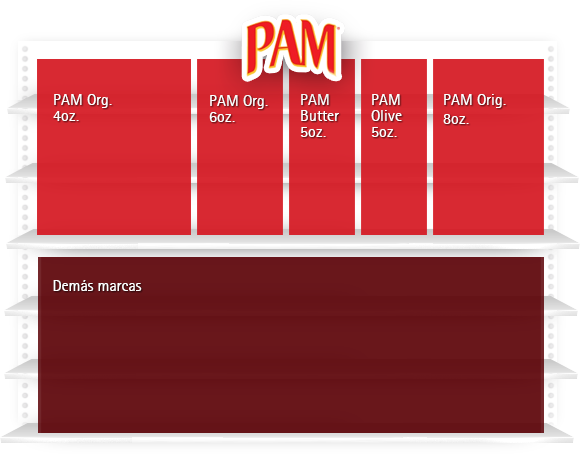 PAM
PAM Org.
4oz.
PAM Org.
6oz.
PAM
Butter
5oz.
PAM
Olive
5oz.
PAM Orig.
8oz.
Demás marcas